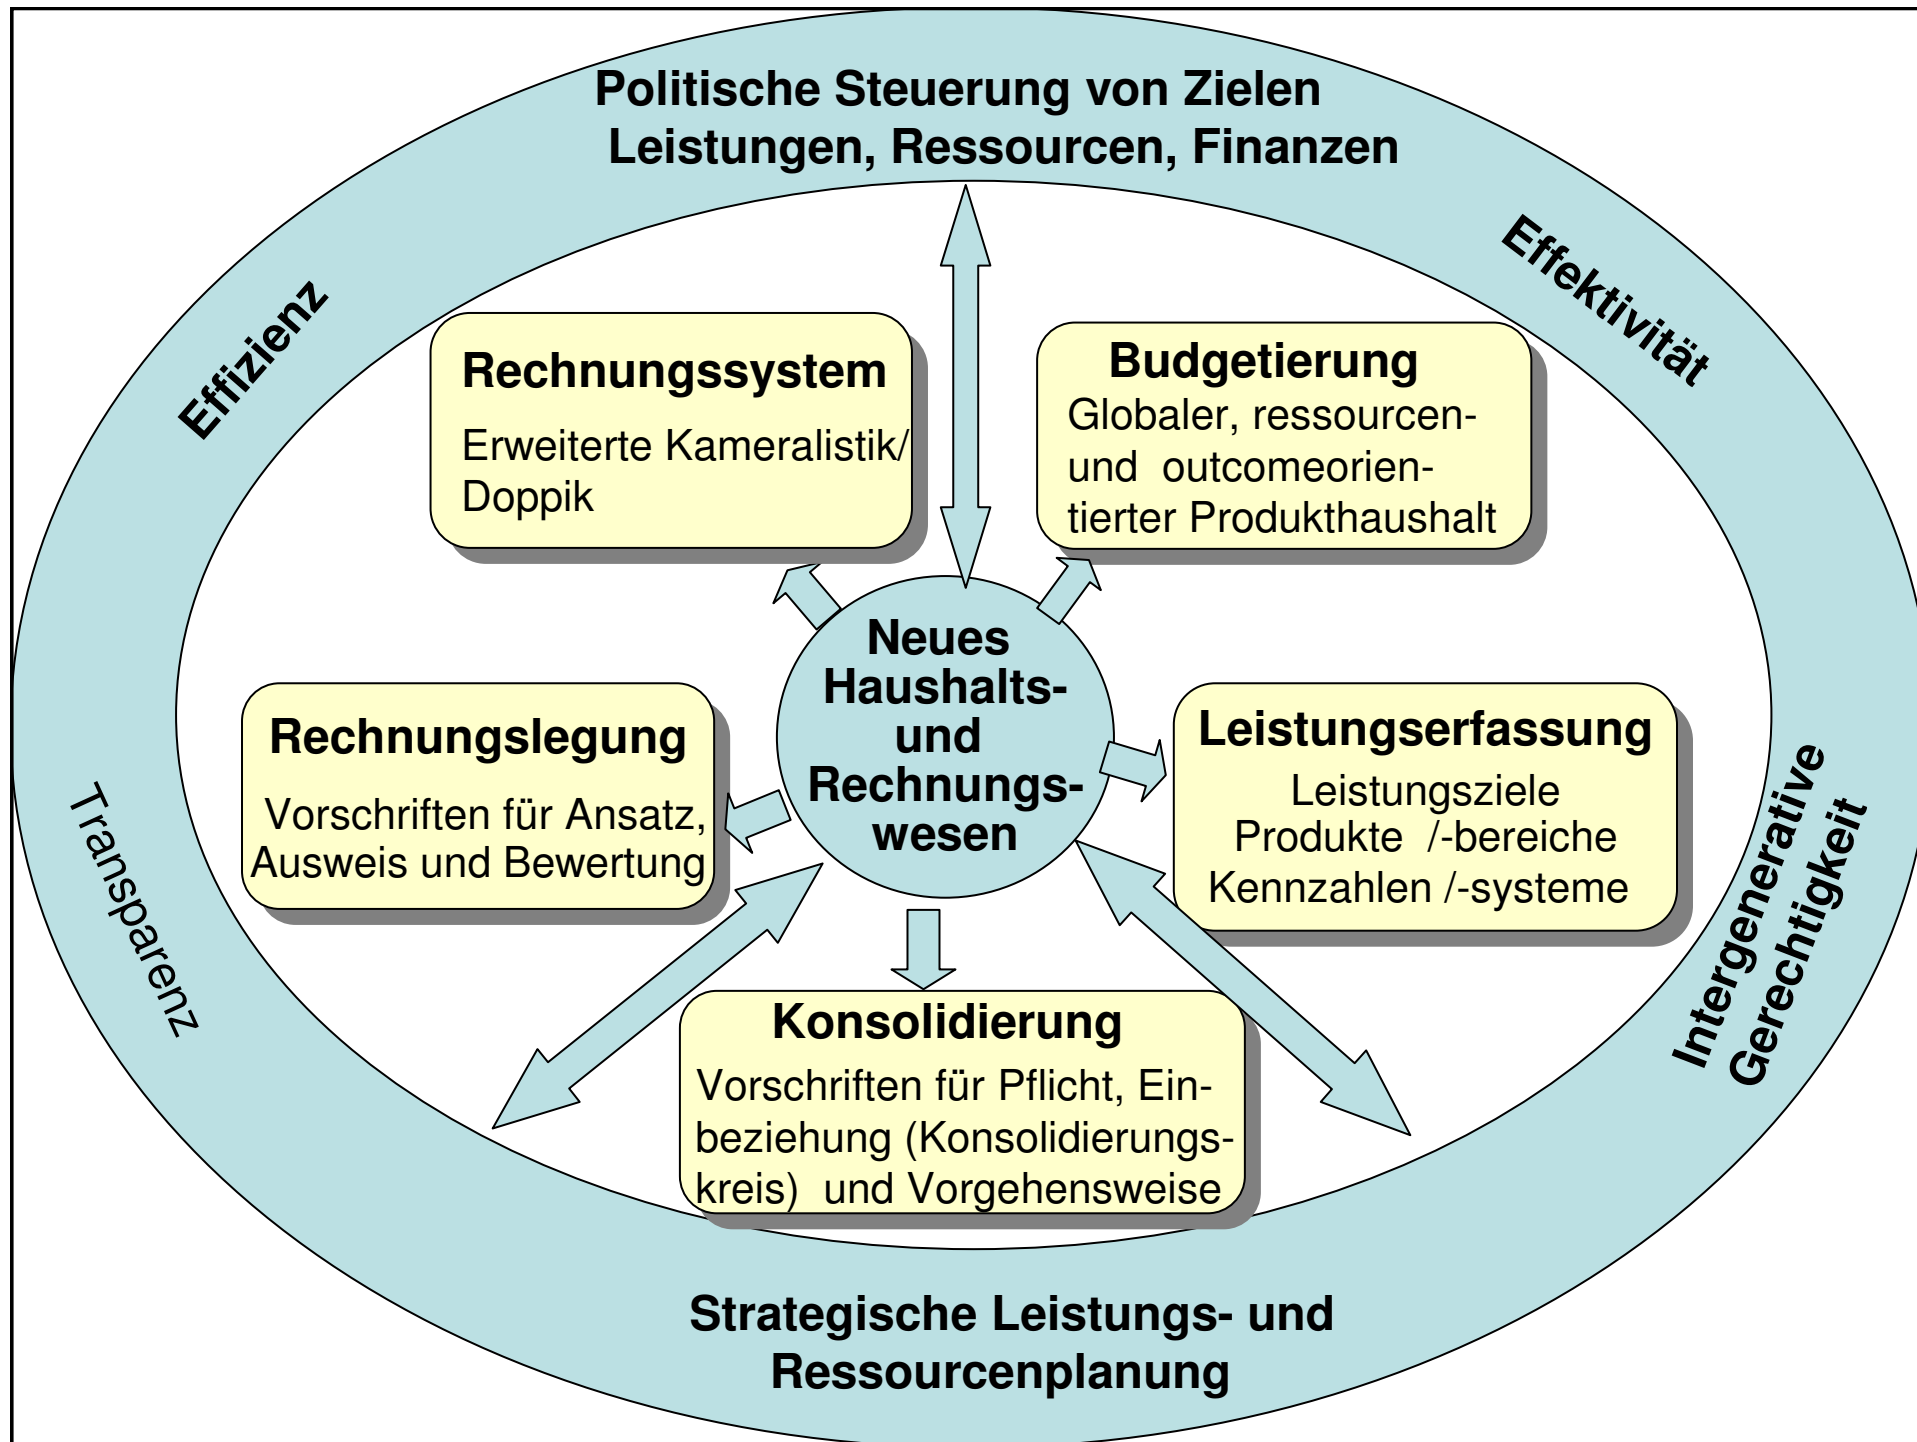 Politische Steuerung von Zielen
Leistungen, Ressourcen, Finanzen
Effizienz
Effektivität
Rechnungssystem
Erweiterte Kameralistik/
Doppik
Budgetierung
Globaler, ressourcen-
und outcomeorien-
tierter Produkthaushalt
Neues
Haushalts-
und
Rechnungs-
wesen
Rechnungslegung
Vorschriften für Ansatz,
Ausweis und Bewertung
Leistungserfassung
Leistungsziele
Produkte /-bereiche
Kennzahlen /-systeme
Transparenz
Intergenerative
Gerechtigkeit
Konsolidierung
Vorschriften für Pflicht, Ein-
beziehung (Konsolidierungs-
kreis) und Vorgehensweise
Strategische Leistungs- und
Ressourcenplanung